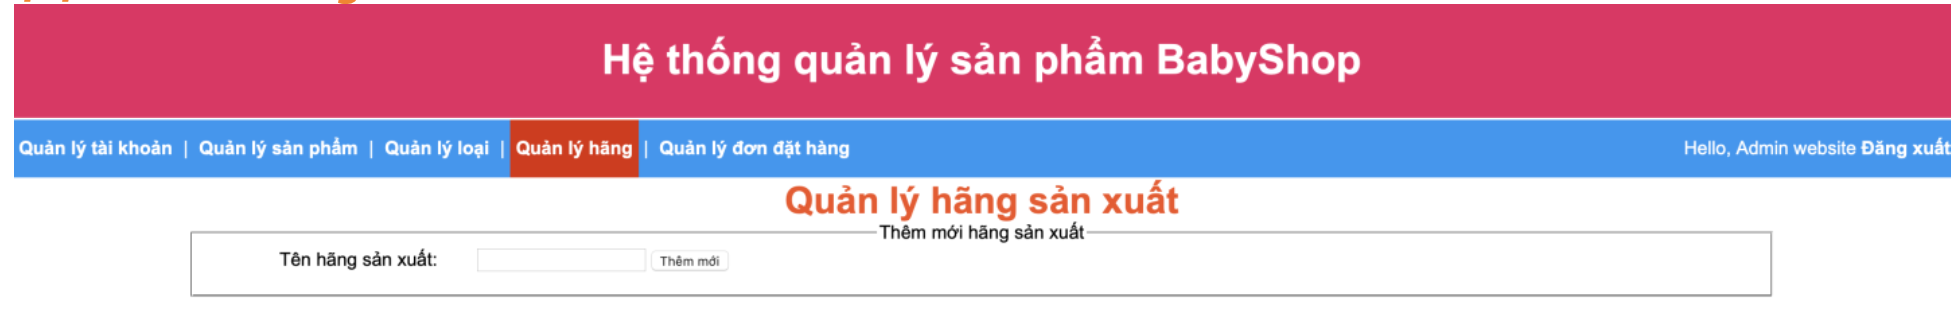 Hệ thống quản lý sản phẩm BabyShop
Quản lý tài khoản | Quản lý sản phẩm | Quản lý loại | Quản lý hãng | Quản lý đơn đặt hàng Hello, Admin website Đăng xuất
Quản lý hãng sản xuất
Thêm mới hãng sản xuất
Tên hãng sản xuất: Thêm mới